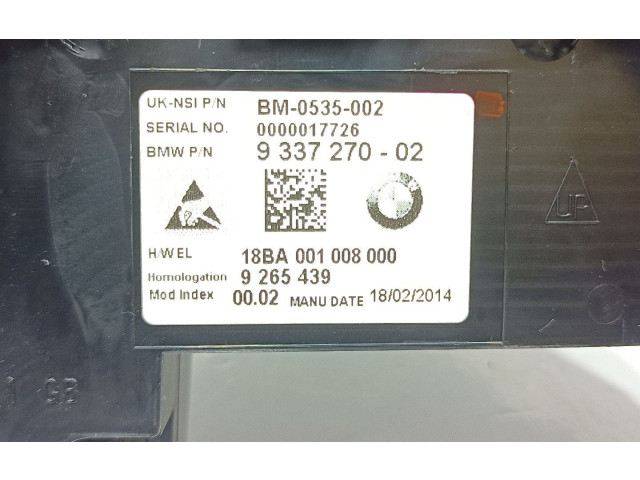 UK-NSI P/N BM-0535-002
SERIAL NO. 0000017726
BMW P/N 9 337 270 - 02
H/W EL 18BA 001 008 000
Homologation 9 265 439
Mod Index 00.02 MANU DATE 18/02/2014
UP
GB